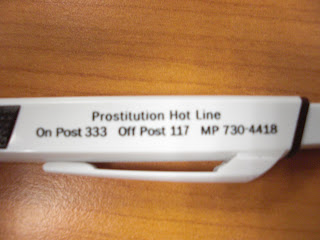 Prostitution Hot Line
On Post 333 Off Post 117 MP 730-4418